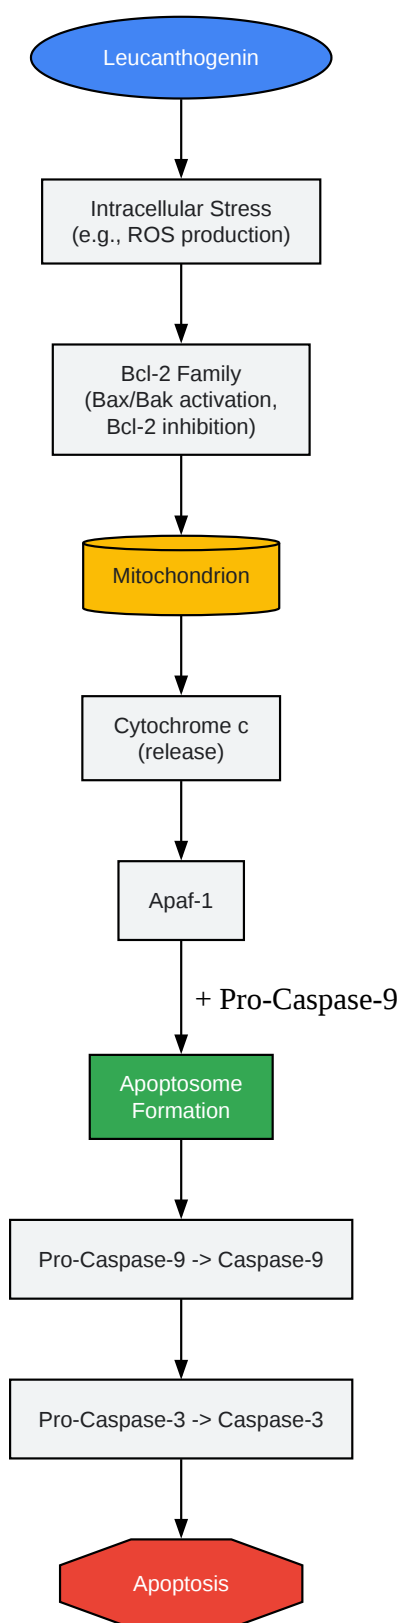 Leucanthogenin
Intracellular Stress
(e.g., ROS production)
Bcl-2 Family
(Bax/Bak activation,
Bcl-2 inhibition)
Mitochondrion
Cytochrome c
(release)
Apaf-1
+ Pro-Caspase-9
Apoptosome
Formation
Pro-Caspase-9 -> Caspase-9
Pro-Caspase-3 -> Caspase-3
Apoptosis